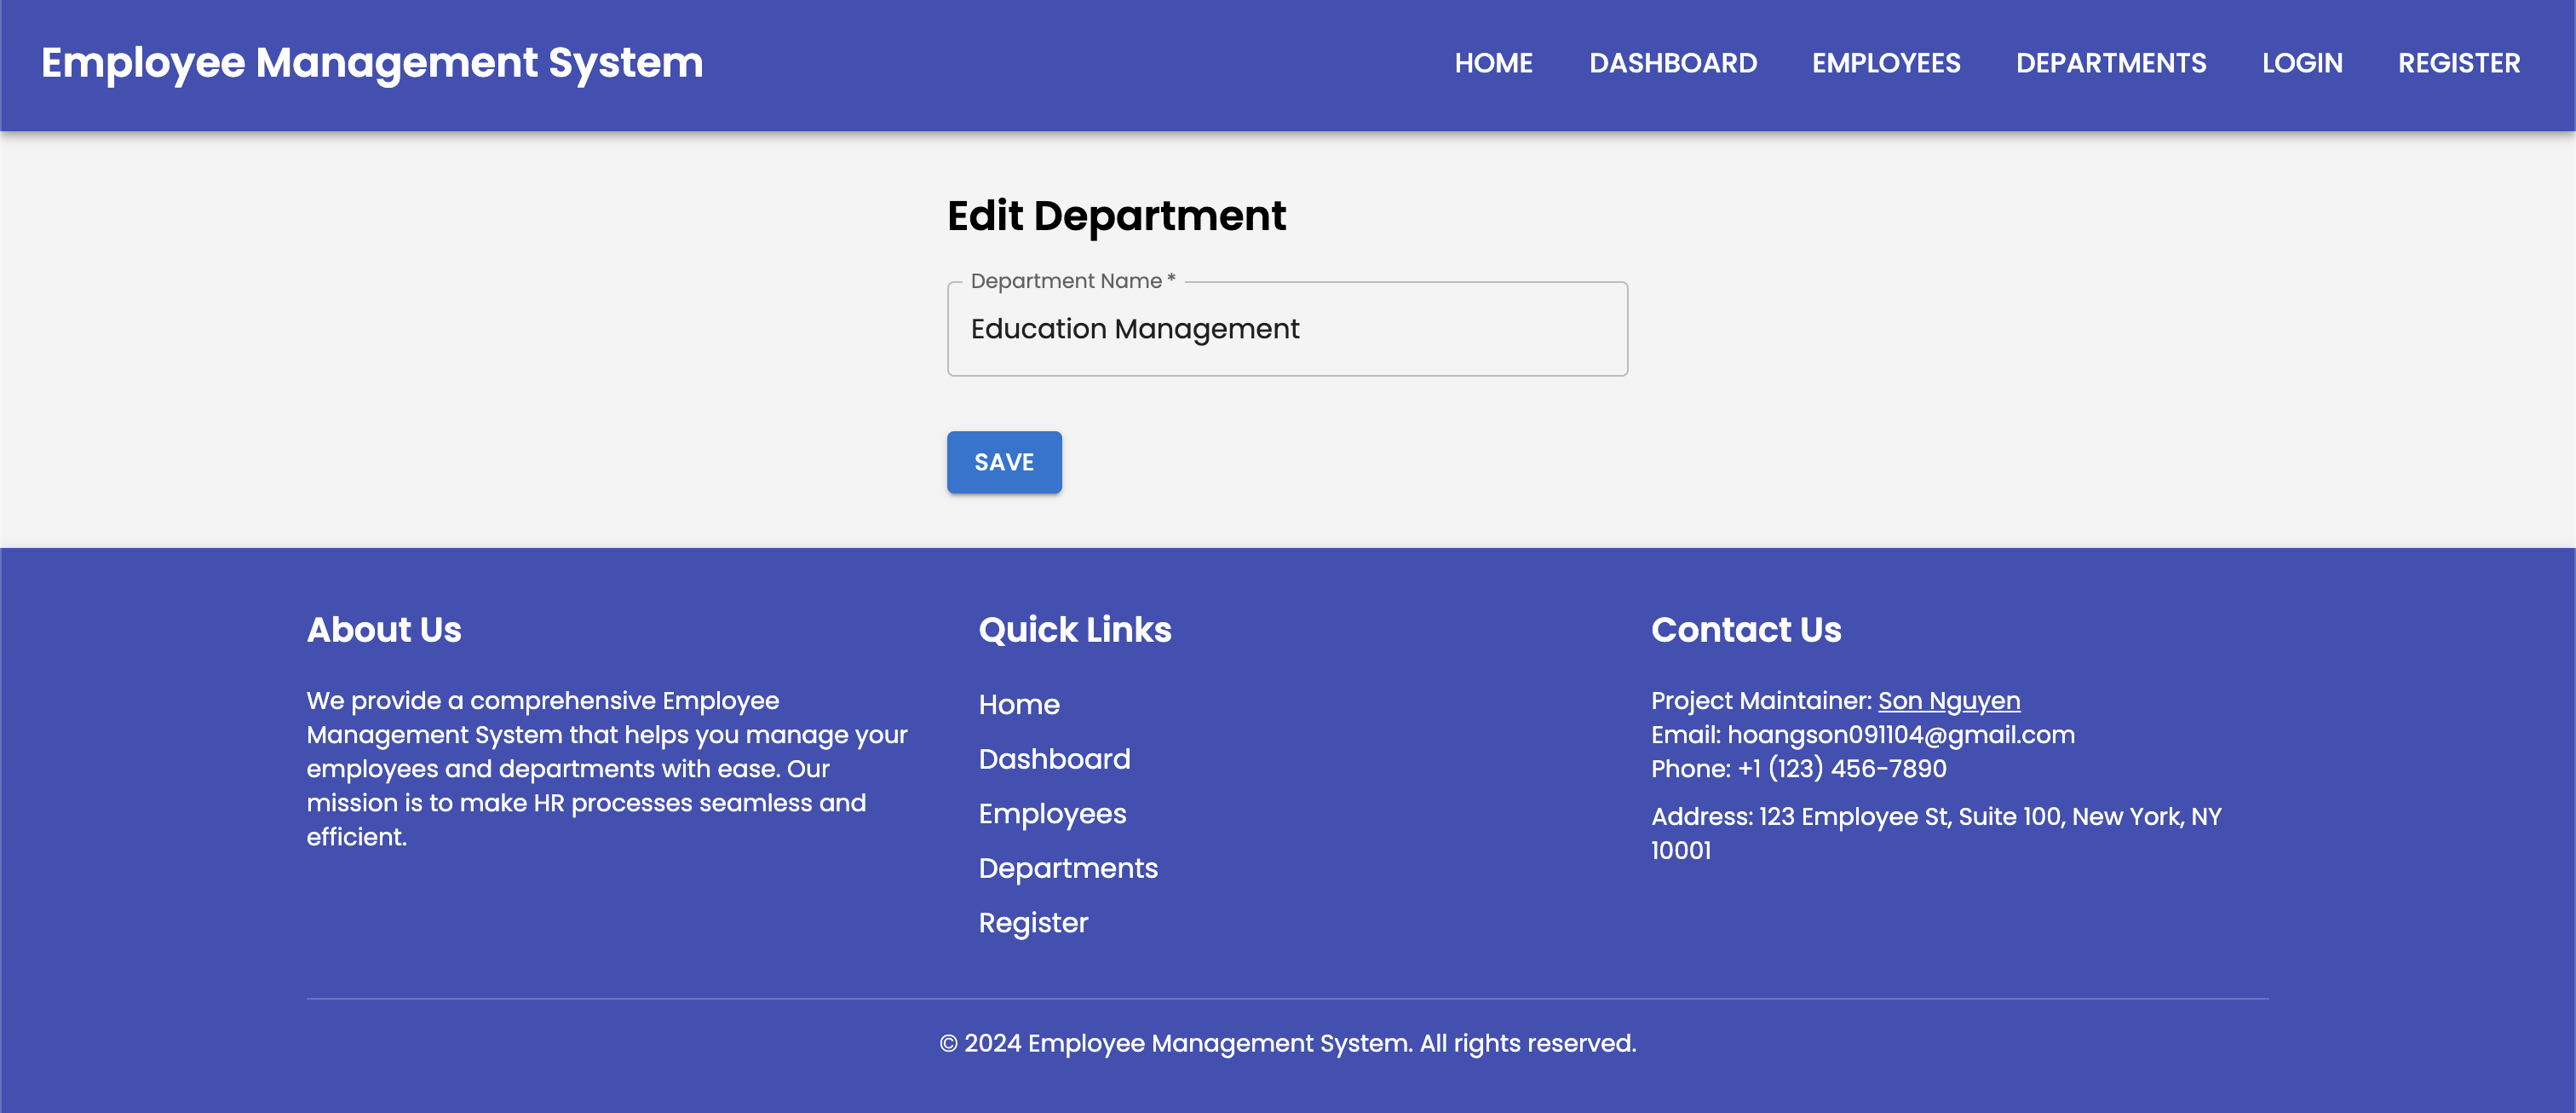 Employee Management System
HOME DASHBOARD EMPLOYEES DEPARTMENTS LOGIN REGISTER
Edit Department
Department Name *
Education Management
SAVE
About Us
We provide a comprehensive Employee
Management System that helps you manage your
employees and departments with ease. Our
mission is to make HR processes seamless and
efficient.
Quick Links
Home
Dashboard
Employees
Departments
Register
Contact Us
Project Maintainer: Son Nguyen
Email: hoangson091104@gmail.com
Phone: +1 (123) 456-7890
Address: 123 Employee St, Suite 100, New York, NY
10001
© 2024 Employee Management System. All rights reserved.